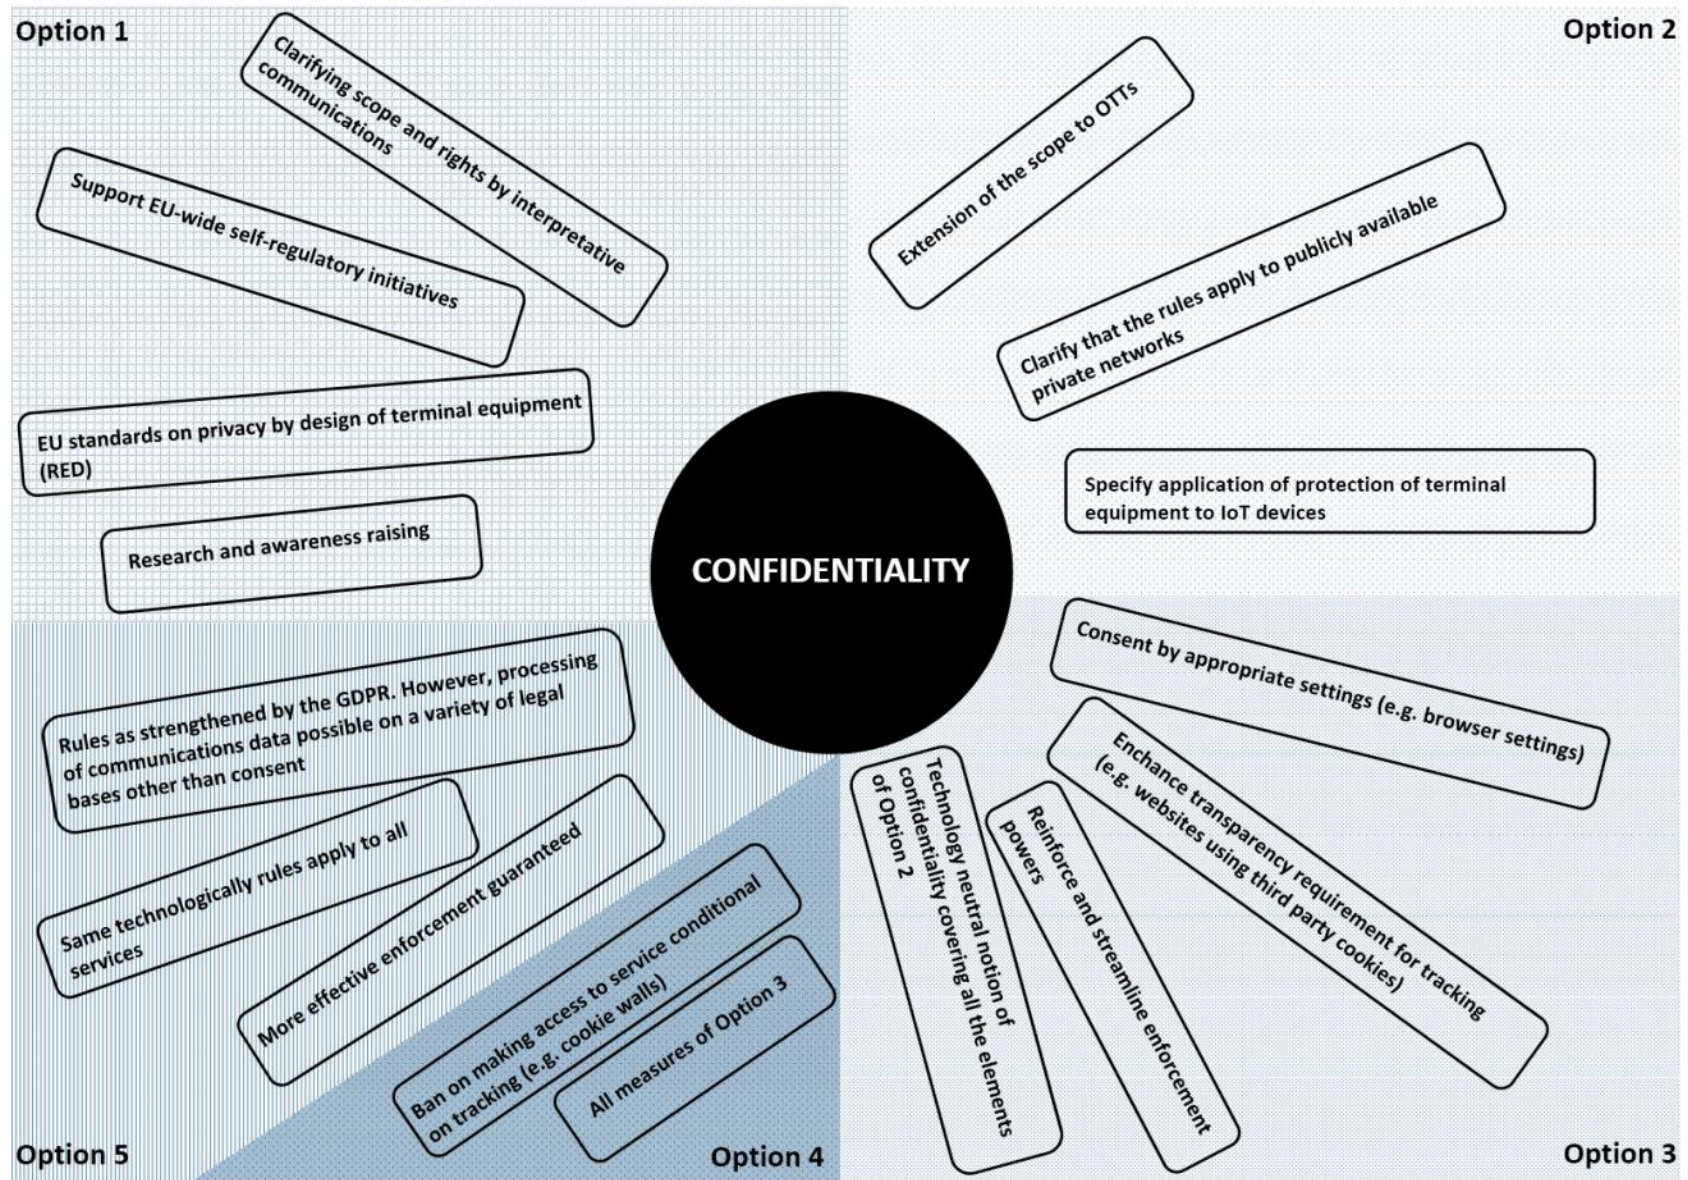 Option 1
Clarifying scope and rights by interpretative
communications
Support EU-wide self-regulatory initiatives
EU standards on privacy by design of terminal equipment
(RED)
Research and awareness raising
Option 2
Extension of the scope to OTTs
Clarify that the rules apply to publicly available
private networks
Specify application of protection of terminal
equipment to IoT devices
CONFIDENTIALITY
Consent by appropriate settings (e.g. browser settings)
Enchance transparency requirement for tracking
(e.g. websites using third party cookies)
Reinforce and streamline enforcement
powers
Technology neutral notion of
confidentiality covering all the elements
of Option 2
Option 3
Rules as strengthened by the GDPR. However, processing
of communications data possible on a variety of legal
bases other than consent
Same technologically rules apply to all
services
More effective enforcement guaranteed
Option 5
Ban on making access to service conditional
on tracking (e.g. cookie walls)
All measures of Option 3
Option 4